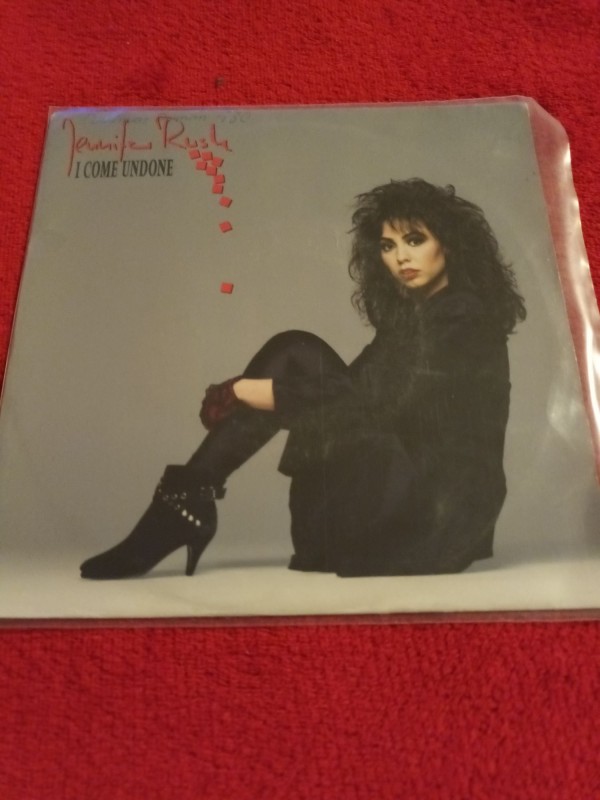 Jennifer Rush
I COME UNDONE